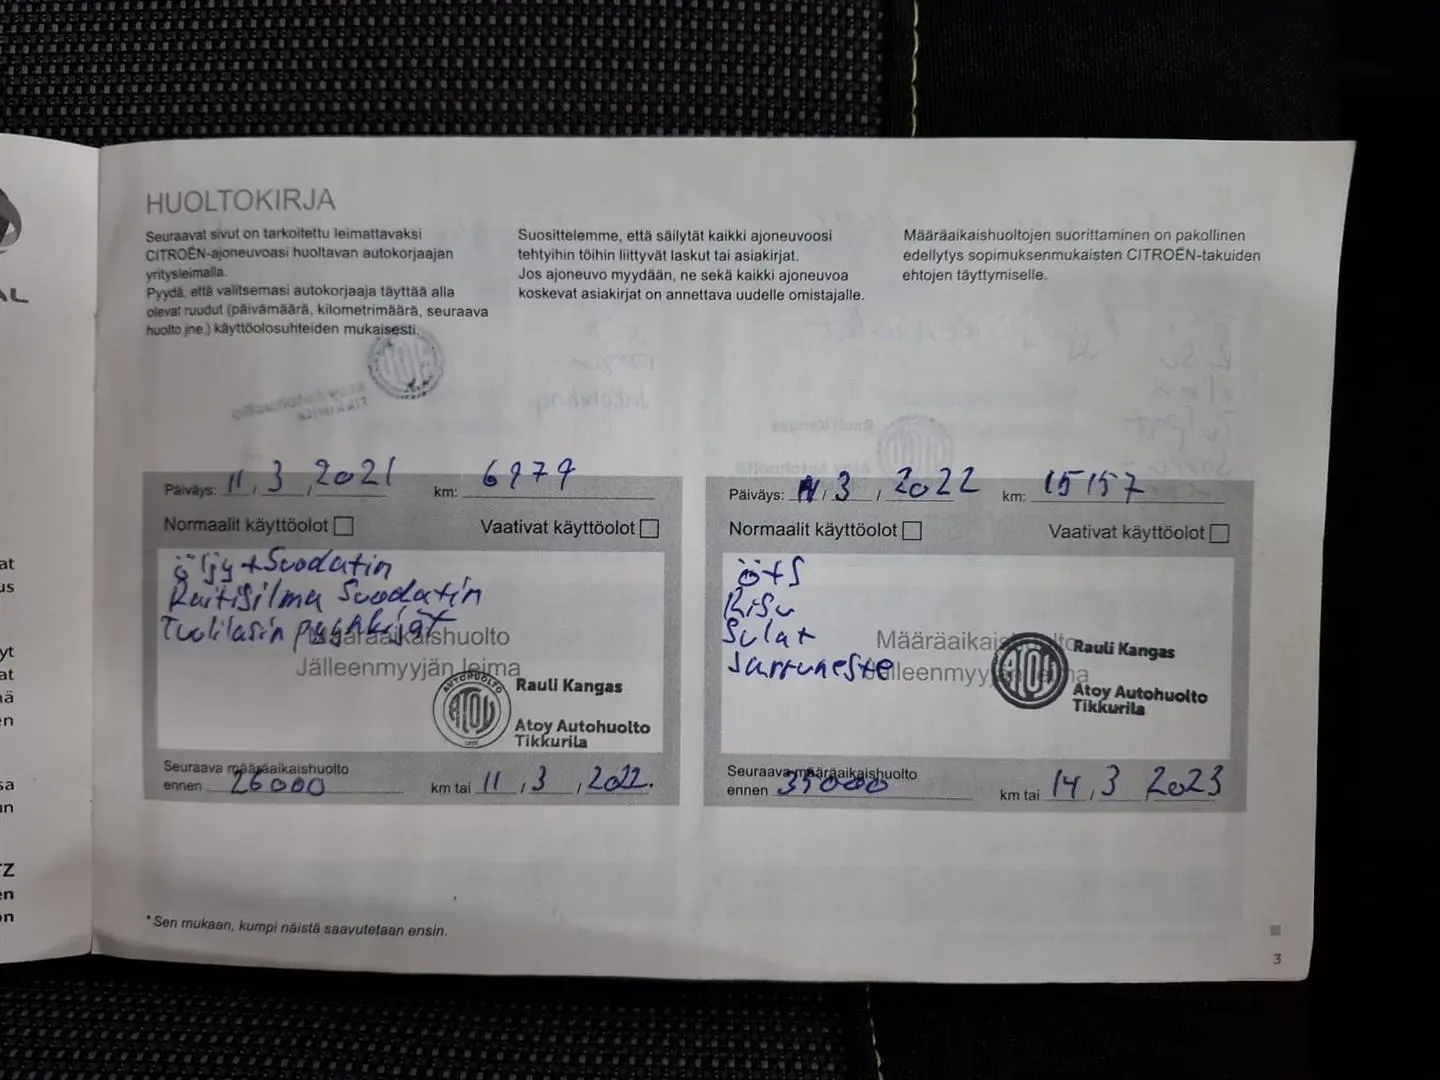 HUOLTOKIRJA
Seuraavat sivut on tarkoitettu leimattavaksi
CITROËN-ajoneuvoasi huoltavan autokorjaajan
yritysleimalla.
Pyydä, että valitsemasi autokorjaaja täyttää alla
olevat ruudut (päivämäärä, kilometrimäärä, seuraava
huolto jne.) käyttöolosuhteiden mukaisesti.
Suosittelemme, että säilytät kaikki ajoneuvoosi
tehtyihin töihin liittyvät laskut tai asiakirjat.
Jos ajoneuvo myydään, ne sekä kaikki ajoneuvoa
koskevat asiakirjat on annettava uudelle omistajalle.
Määräaikaishuoltojen suorittaminen on pakollinen
edellytys sopimuksenmukaisten CITROËN-takuiden
ehtojen täyttymiselle.
Päiväys: 11, 3, 2021 km: 6979
Normaalit käyttöolot Vaativat käyttöolot
öljy + Suodatin
Raitisilma Suodatin
Tuulilasin pyyhkijät
Määräaikaishuolto
Jälleenmyyjän leima
AUTOHUOLTO
ATOY
Rauli Kangas
Atoy Autohuolto
Tikkurila
Seuraava määräaikaishuolto
ennen 26000 km tai 11, 3, 2022.
Päiväys: 11, 3, 2022 km: 15157
Normaalit käyttöolot Vaativat käyttöolot
ö+S
RiSu
Sulat
Jarruneste
Määräaikaishuolto
Jälleenmyyjän leima
ATOY
Rauli Kangas
Atoy Autohuolto
Tikkurila
Seuraava määräaikaishuolto
ennen 35000 km tai 14, 3 2023
* Sen mukaan, kumpi näistä saavutetaan ensin.
3